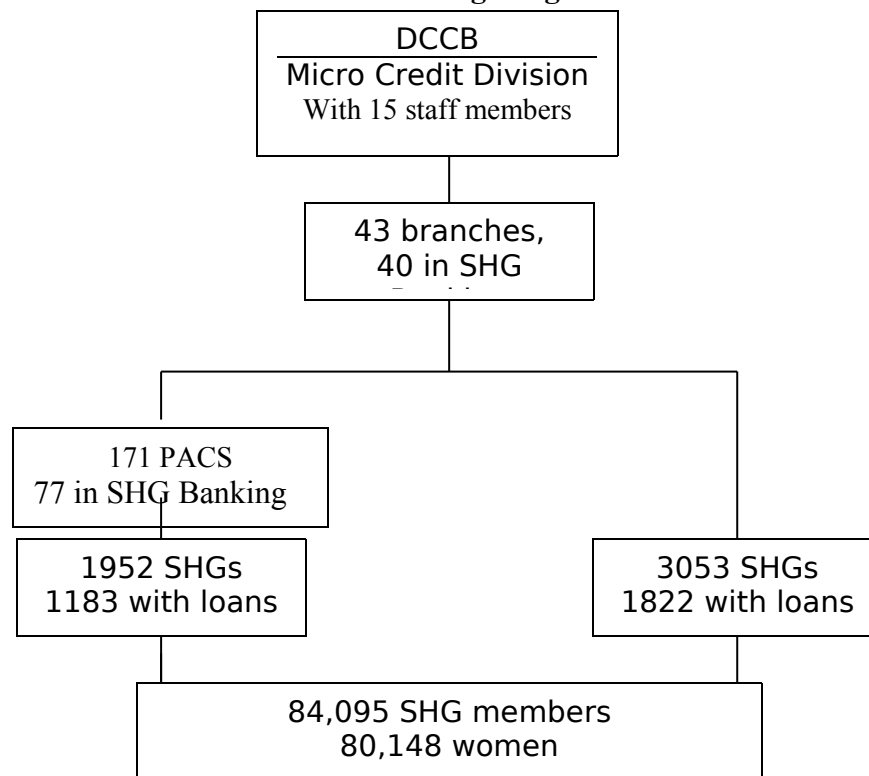 DCCB
Micro Credit Division
With 15 staff members
43 branches,
40 in SHG
171 PACS
77 in SHG Banking
1952 SHGs
1183 with loans
3053 SHGs
1822 with loans
84,095 SHG members
80,148 women